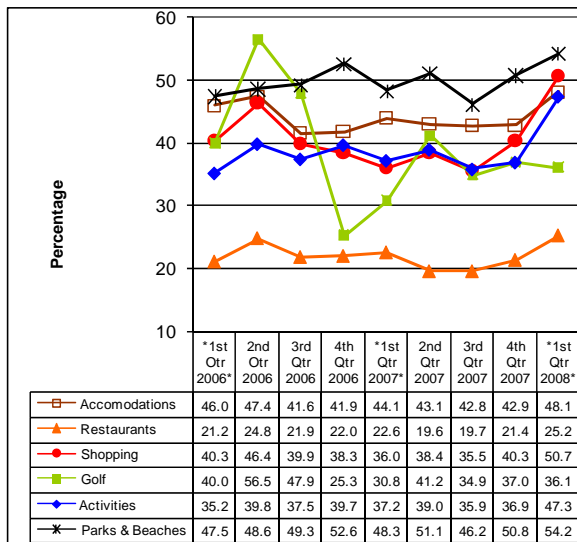 60
50
40
30
20
10
Percentage
*1st Otr 2006* 2nd Otr 2006 3rd Qtr 2006 4th Qtr 2006 *1st Qtr 2007* 2nd Qtr 2007 3rd Qtr 2007 4th Qtr 2007 *1st Qtr 2008*
Accomodations 46.0 47.4 41.6 41.9 44.1 43.1 42.8 42.9 48.1
Restaurants 21.2 24.8 21.9 22.0 22.6 19.6 19.7 21.4 25.2
Shopping 40.3 46.4 39.9 38.3 36.0 38.4 35.5 40.3 50.7
Golf 40.0 56.5 47.9 25.3 30.8 41.2 34.9 37.0 36.1
Activities 35.2 39.8 37.5 39.7 37.2 39.0 35.9 36.9 47.3
Parks & Beaches 47.5 48.6 49.3 52.6 48.3 51.1 46.2 50.8 54.2